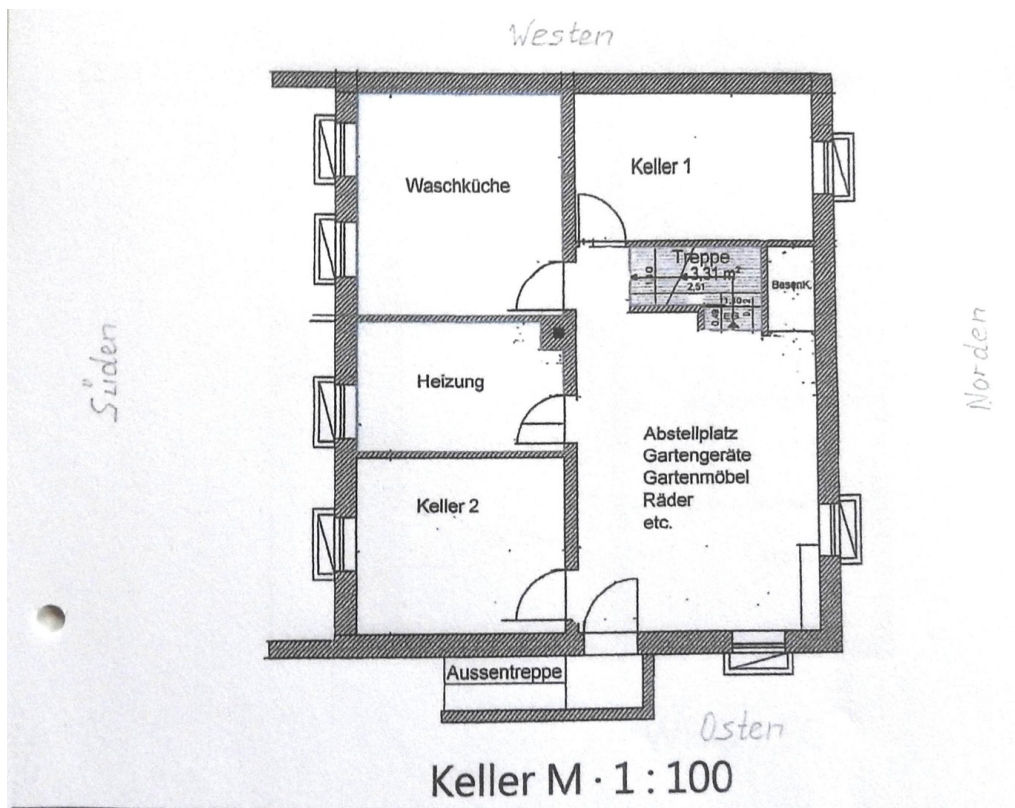 Westen
Keller 1
Waschküche
Treppe
3,31 m²
2,51
BesenK.
Süden
Norden
Heizung
Abstellplatz
Gartengeräte
Gartenmöbel
Räder
etc.
Keller 2
Aussentreppe
Osten
Keller M · 1 : 100